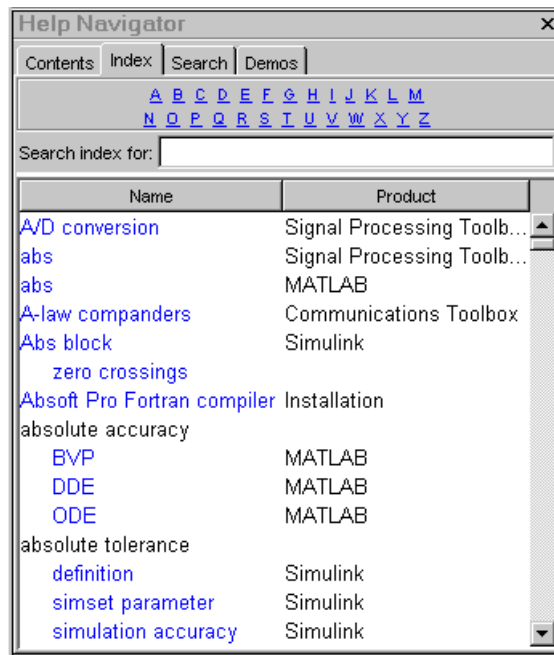 Help Navigator ×
Contents Index Search Demos
A B C D E F G H I J K L M
N O P Q R S T U V W X Y Z
Search index for:
Name Product
A/D conversion Signal Processing Toolb...
abs Signal Processing Toolb...
abs MATLAB
A-law companders Communications Toolbox
Abs block Simulink
zero crossings
Absoft Pro Fortran compiler Installation
absolute accuracy
BVP MATLAB
DDE MATLAB
ODE MATLAB
absolute tolerance
definition Simulink
simset parameter Simulink
simulation accuracy Simulink